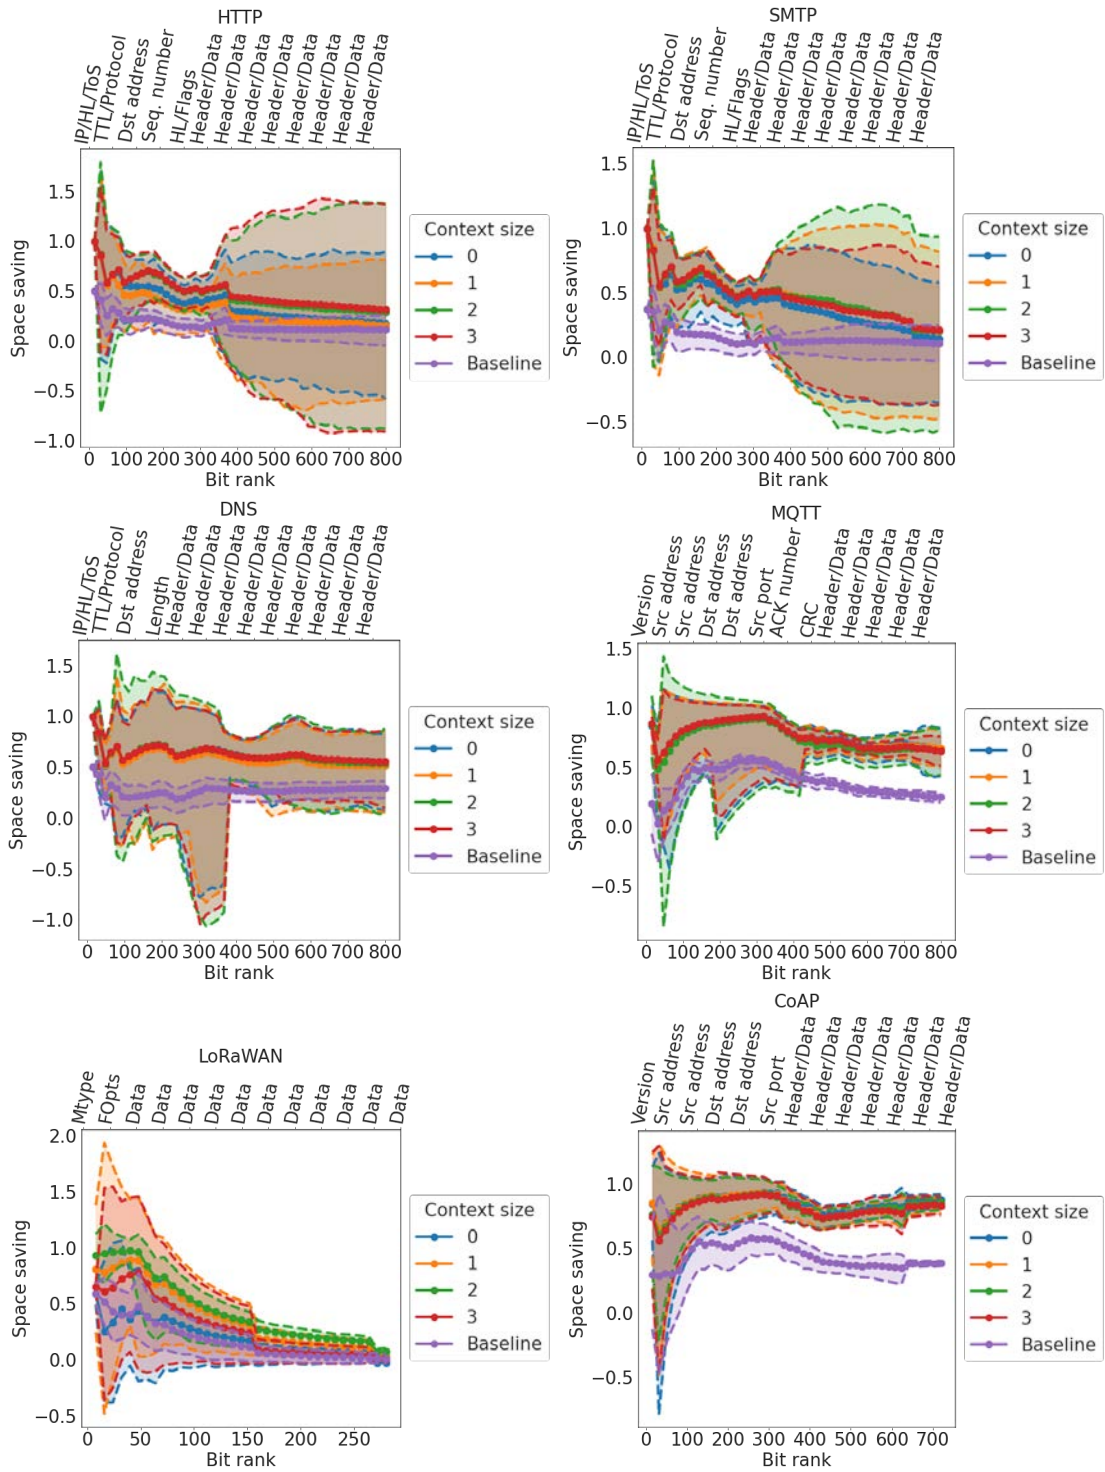 HTTP
IP/HL/ToS
TTL/Protocol
Dst address
Seq. number
HL/Flags
Header/Data
Header/Data
Header/Data
Header/Data
Header/Data
Header/Data
Header/Data
Header/Data
Space saving
1.5
1.0
0.5
0.0
−0.5
−1.0
0 100 200 300 400 500 600 700 800
Bit rank
Context size
0
1
2
3
Baseline
SMTP
IP/HL/ToS
TTL/Protocol
Dst address
Seq. number
HL/Flags
Header/Data
Header/Data
Header/Data
Header/Data
Header/Data
Header/Data
Header/Data
Header/Data
Space saving
1.5
1.0
0.5
0.0
−0.5
0 100 200 300 400 500 600 700 800
Bit rank
Context size
0
1
2
3
Baseline
DNS
IP/HL/ToS
TTL/Protocol
Dst address
Length
Header/Data
Header/Data
Header/Data
Header/Data
Header/Data
Header/Data
Header/Data
Header/Data
Header/Data
Space saving
1.5
1.0
0.5
0.0
−0.5
−1.0
0 100 200 300 400 500 600 700 800
Bit rank
Context size
0
1
2
3
Baseline
MQTT
Version
Src address
Src address
Dst address
Dst address
Src port
ACK number
CRC
Header/Data
Header/Data
Header/Data
Header/Data
Header/Data
Space saving
1.5
1.0
0.5
0.0
−0.5
0 100 200 300 400 500 600 700 800
Bit rank
Context size
0
1
2
3
Baseline
LoRaWAN
Mtype
FOpts
Data
Data
Data
Data
Data
Data
Data
Data
Data
Data
Data
Space saving
2.0
1.5
1.0
0.5
0.0
−0.5
0 50 100 150 200 250
Bit rank
Context size
0
1
2
3
Baseline
CoAP
Version
Src address
Src address
Dst address
Dst address
Src port
Header/Data
Header/Data
Header/Data
Header/Data
Header/Data
Header/Data
Header/Data
Space saving
1.0
0.5
0.0
−0.5
0 100 200 300 400 500 600 700
Bit rank
Context size
0
1
2
3
Baseline